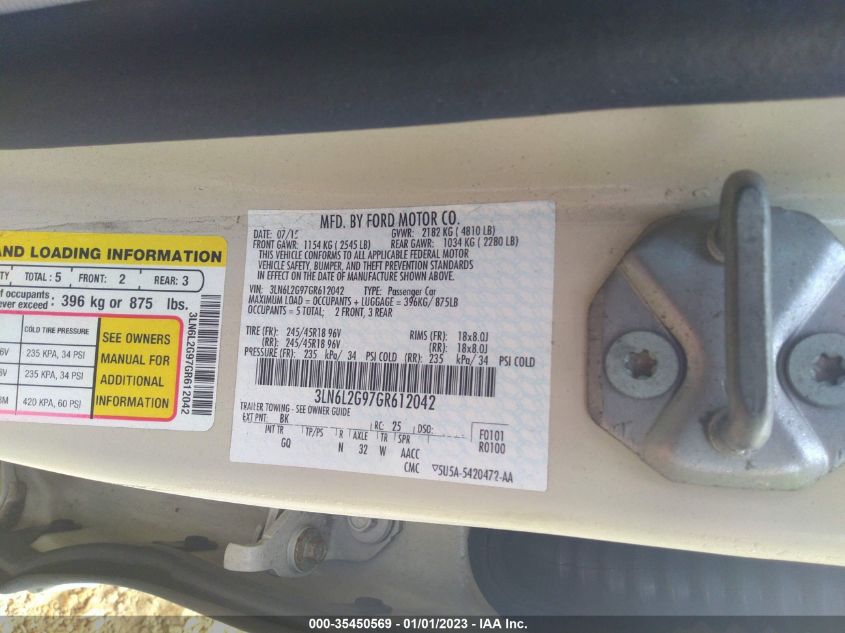 AND LOADING INFORMATION
TOTAL : 5 FRONT: 2 REAR: 3
of occupants,
ever exceed · 396 kg or 875 lbs.
COLD TIRE PRESSURE
235 KPA, 34 PSI
235 KPA, 34 PSI
420 KPA, 60 PSI
SEE OWNERS
MANUAL FOR
ADDITIONAL
INFORMATION
3LN6L2G97GR612042
MFD. BY FORD MOTOR CO.
DATE: 07/15 GVWR: 2182 KG ( 4810 LB)
FRONT GAWR: 1154 KG ( 2545 LB) REAR GAWR: 1034 KG ( 2280 LB)
THIS VEHICLE CONFORMS TO ALL APPLICABLE FEDERAL MOTOR
VEHICLE SAFETY, BUMPER, AND THEFT PREVENTION STANDARDS
IN EFFECT ON THE DATE OF MANUFACTURE SHOWN ABOVE.
VIN: 3LN6L2G97GR612042 TYPE: Passenger Car
MAXIMUM LOAD = OCCUPANTS + LUGGAGE = 396KG/ 875LB
OCCUPANTS = 5 TOTAL; 2 FRONT, 3 REAR
TIRE (FR): 245/45R18 96V RIMS (FR): 18x8.0J
(RR): 245/45R18 96V (RR): 18x8.0J
PRESSURE (FR): 235 kPa/ 34 PSI COLD (RR): 235 kPa/ 34 PSI COLD
3LN6L2G97GR612042
TRAILER TOWING - SEE OWNER GUIDE
EXT PNT: BK RC: 25 DSO: F0101
INT TR TP/PS R AXLE TR SPR R0100
GQ N 32 W AACC
CMC ▽5U5A-5420472-AA
000-35450569 - 01/01/2023 - IAA Inc.